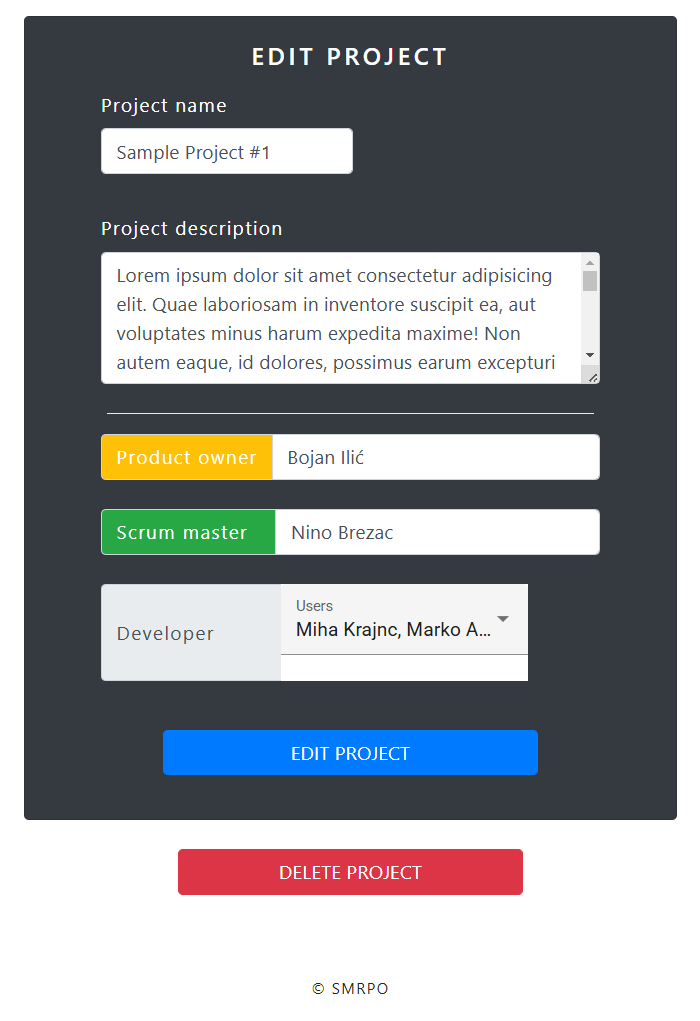 EDIT PROJECT
Project name
Sample Project #1
Project description
Lorem ipsum dolor sit amet consectetur adipisicing
elit. Quae laboriosam in inventore suscipit ea, aut
voluptates minus harum expedita maxime! Non
autem eaque, id dolores, possimus earum excepturi
Product owner
Bojan Ilić
Scrum master
Nino Brezac
Developer
Users
Miha Krajnc, Marko A...
EDIT PROJECT
DELETE PROJECT
© SMRPO